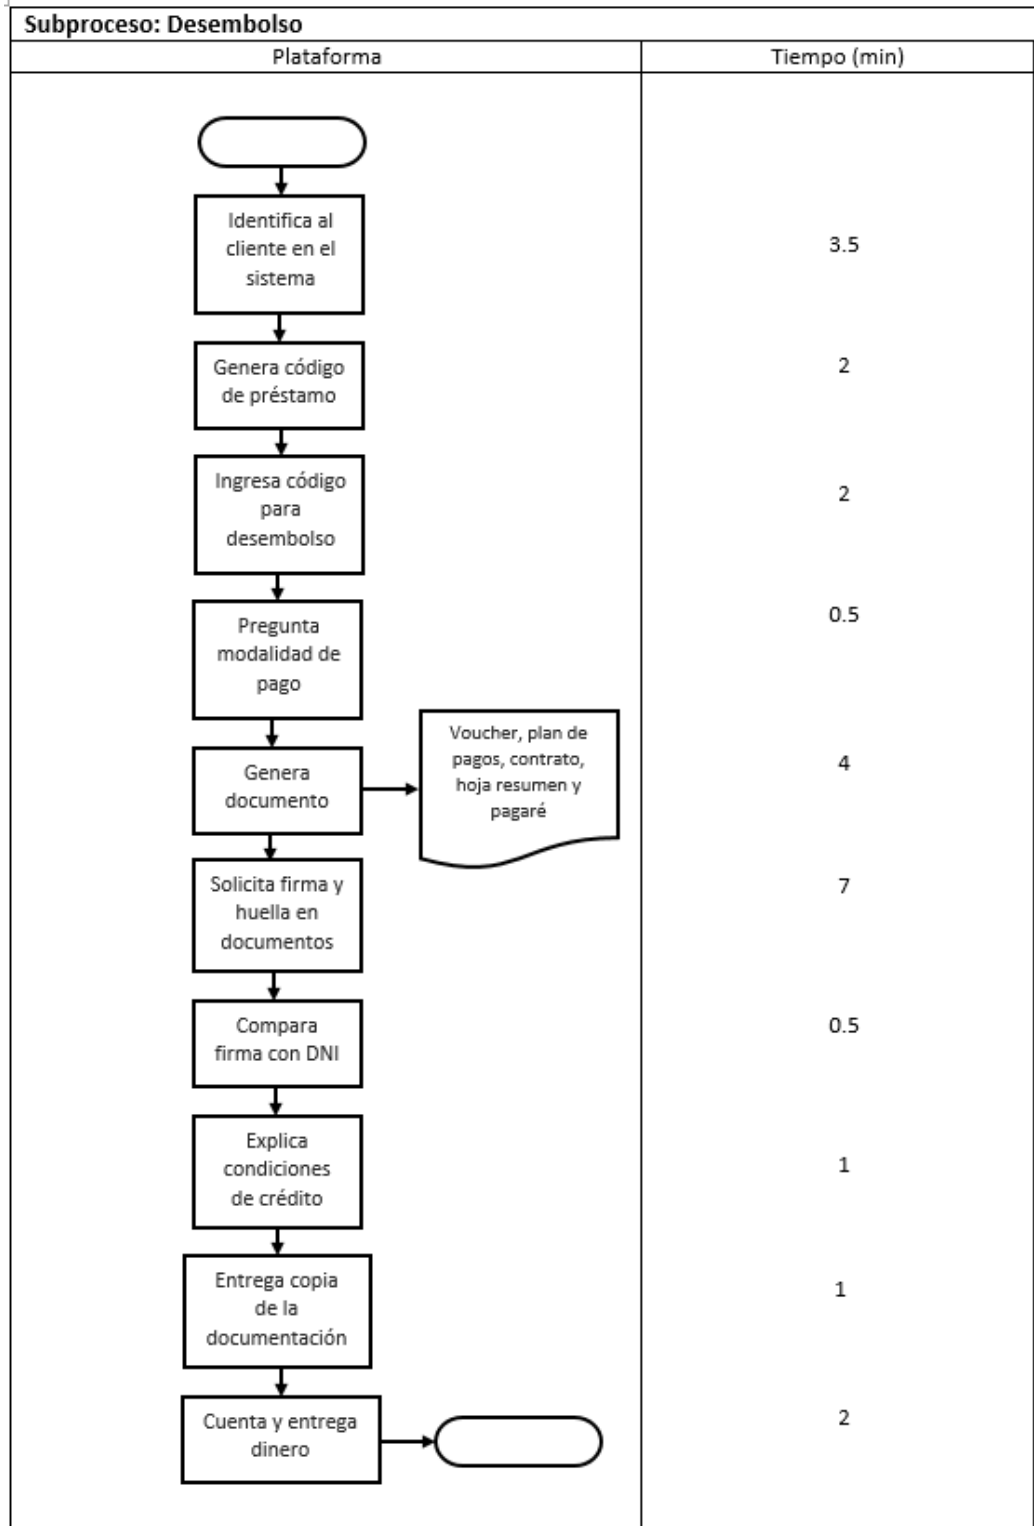 Subproceso: Desembolso
Plataforma
Tiempo (min)
Identifica al
cliente en el
sistema
3.5
Genera código
de préstamo
2
Ingresa código
para
desembolso
2
Pregunta
modalidad de
pago
0.5
Genera
documento
Voucher, plan de
pagos, contrato,
hoja resumen y
pagaré
4
Solicita firma y
huella en
documentos
7
Compara
firma con DNI
0.5
Explica
condiciones
de crédito
1
Entrega copia
de la
documentación
1
Cuenta y entrega
dinero
2